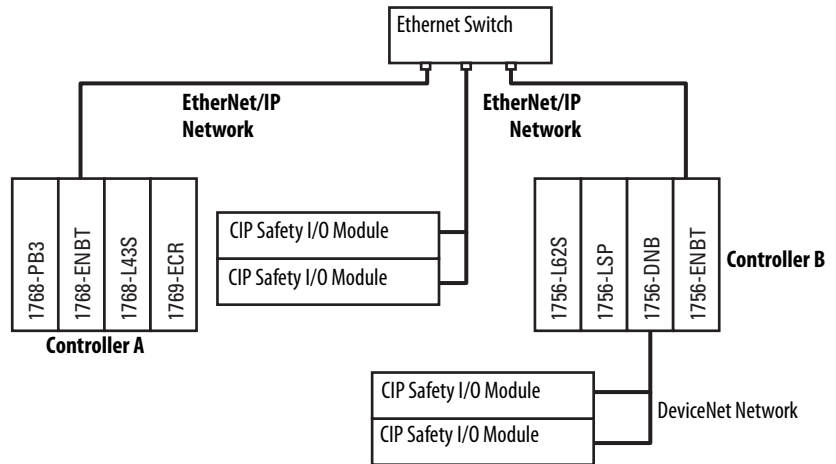 Ethernet Switch
EtherNet/IP
Network
EtherNet/IP
Network
1768-PB3
1768-ENBT
1768-L43S
1769-ECR
Controller A
CIP Safety I/O Module
CIP Safety I/O Module
1756-L62S
1756-LSP
1756-DNB
1756-ENBT
Controller B
CIP Safety I/O Module
CIP Safety I/O Module
DeviceNet Network